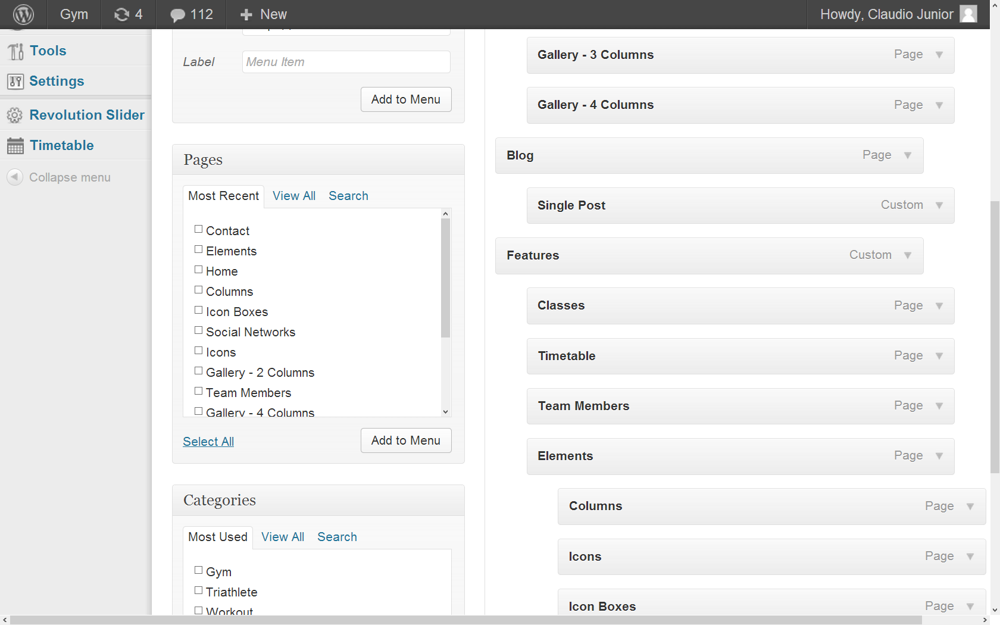 Gym
4
112
New
Howdy, Claudio Junior
Tools
Settings
Revolution Slider
Timetable
Collapse menu
Label
Menu Item
Add to Menu
Pages
Most Recent
View All
Search
Contact
Elements
Home
Columns
Icon Boxes
Social Networks
Icons
Gallery - 2 Columns
Team Members
Gallery - 4 Columns
Select All
Add to Menu
Categories
Most Used
View All
Search
Gym
Triathlete
Workout
Gallery - 3 Columns Page
Gallery - 4 Columns Page
Blog Page
Single Post Custom
Features Custom
Classes Page
Timetable Page
Team Members Page
Elements Page
Columns Page
Icons Page
Icon Boxes Page